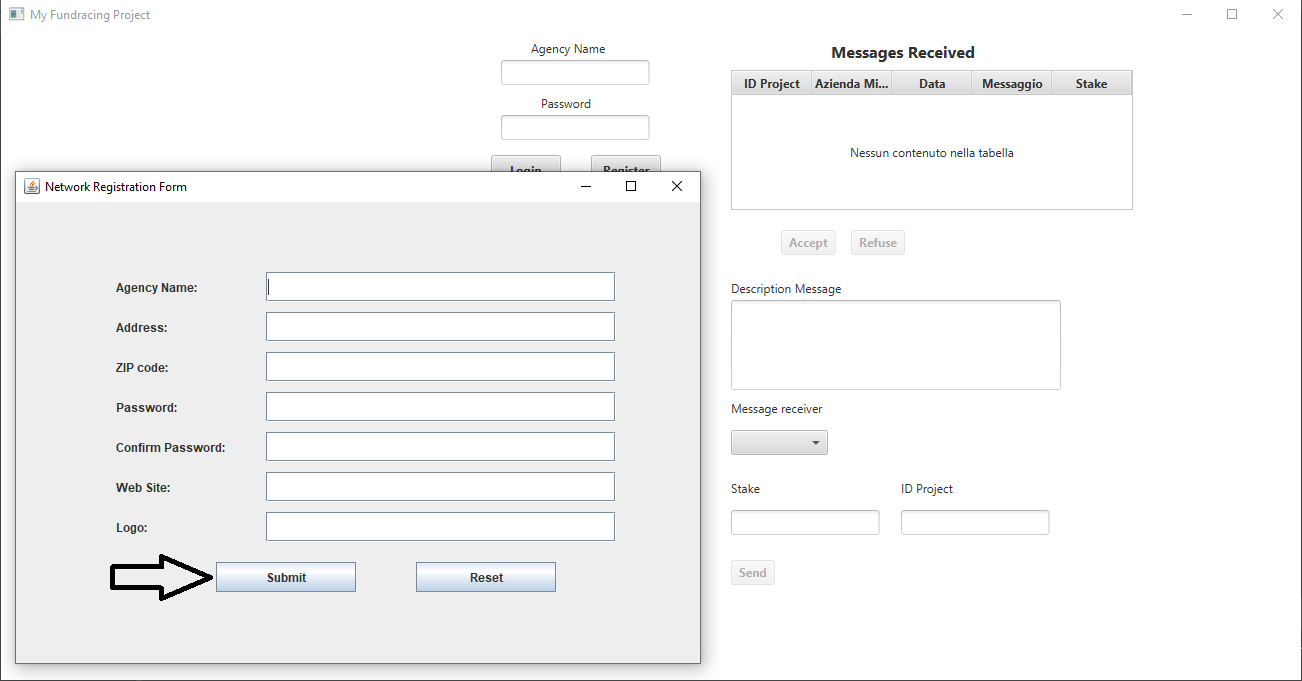 My Fundracing Project
Agency Name
Password
Login
Register
Messages Received
ID Project
Azienda Mi...
Data
Messaggio
Stake
Nessun contenuto nella tabella
Accept
Refuse
Description Message
Message receiver
Stake
ID Project
Send
Network Registration Form
Agency Name:
Address:
ZIP code:
Password:
Confirm Password:
Web Site:
Logo:
Submit
Reset